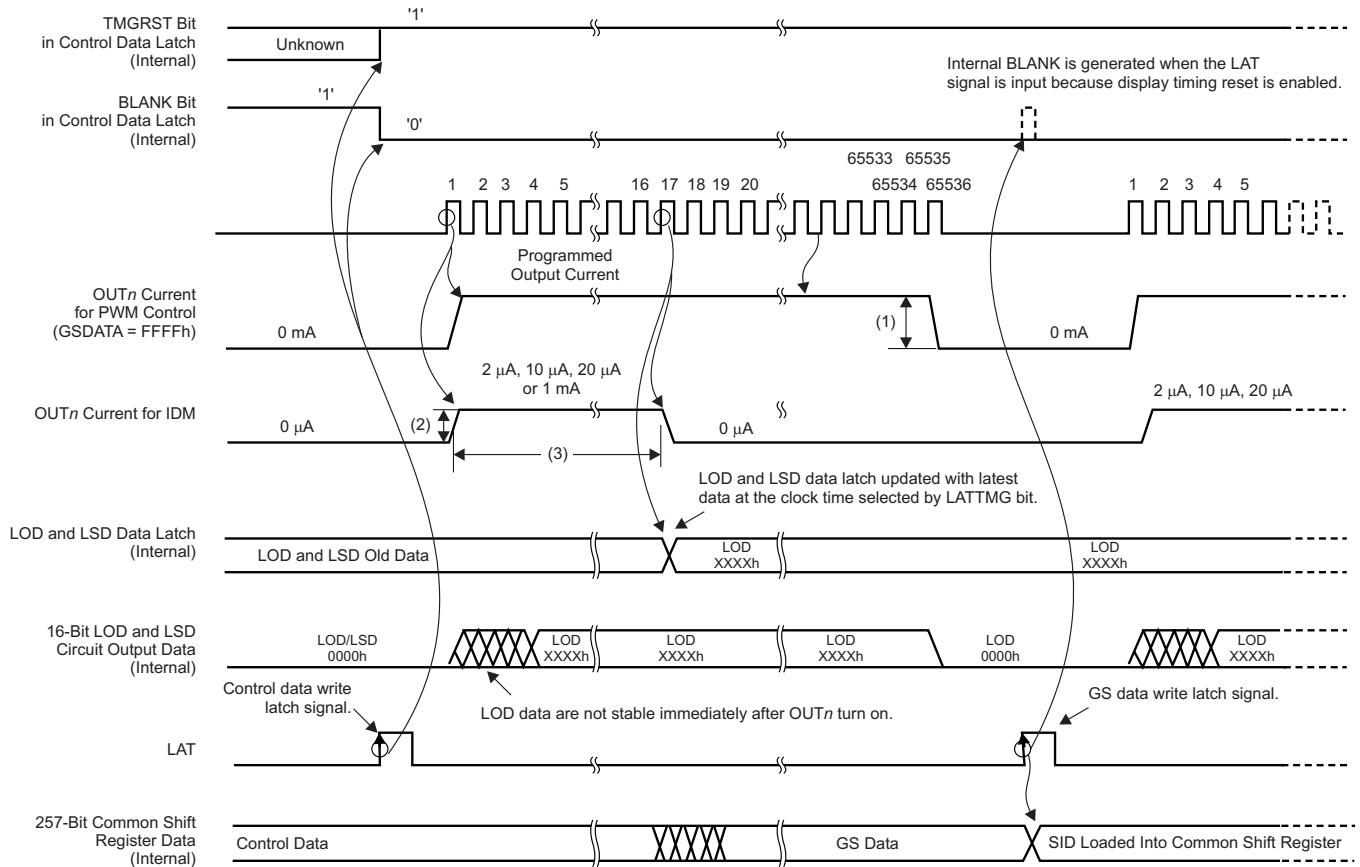 TMGRST Bit
in Control Data Latch
(Internal)
'1'
Unknown
Internal BLANK is generated when the LAT
signal is input because display timing reset is enabled.
BLANK Bit
in Control Data Latch
(Internal)
'1'
'0'
65533 65535
1 2 3 4 5 16 17 18 19 20 65534 65536 1 2 3 4 5
Programmed
Output Current
OUTn Current
for PWM Control
(GSDATA = FFFFh)
0 mA
(1)
0 mA
2 μA, 10 μA, 20 μA
or 1 mA
2 μA, 10 μA, 20 μA
OUTn Current for IDM
0 μA
(2)
0 μA
(3)
LOD and LSD data latch updated with latest
data at the clock time selected by LATTMG bit.
LOD and LSD Data Latch
(Internal)
LOD and LSD Old Data
LOD
XXXXh
LOD
XXXXh
16-Bit LOD and LSD
Circuit Output Data
(Internal)
LOD/LSD
0000h
LOD
XXXXh
LOD
XXXXh
LOD
XXXXh
LOD
0000h
LOD
XXXXh
Control data write
latch signal.
LOD data are not stable immediately after OUTn turn on.
GS data write latch signal.
LAT
257-Bit Common Shift
Register Data
(Internal)
Control Data
GS Data
SID Loaded Into Common Shift Register